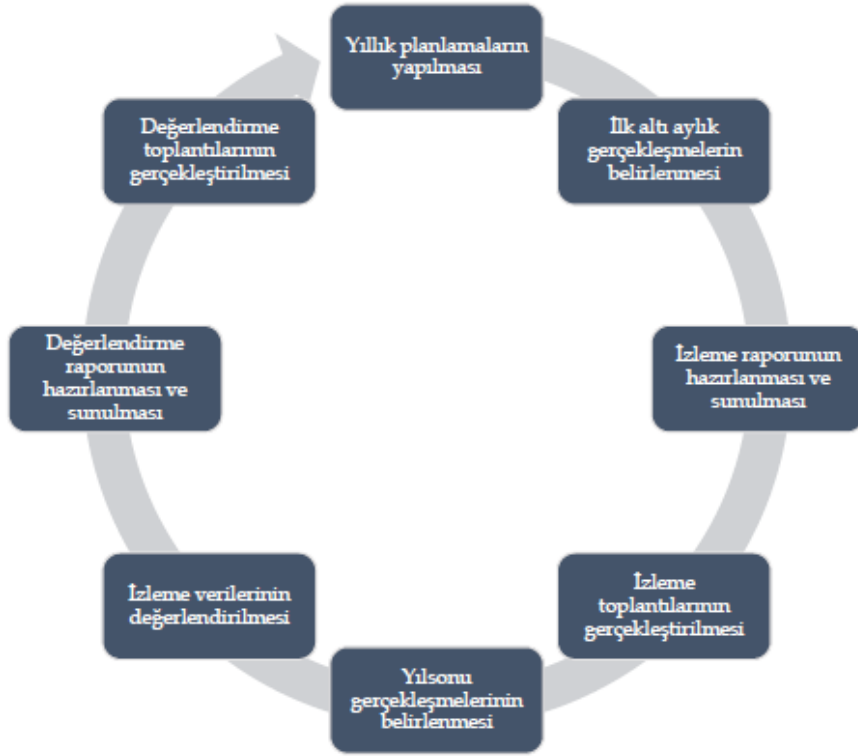 Yıllık planlamaların
yapılması
İlk altı aylık
gerçekleşmelerin
belirlenmesi
İzleme raporunun
hazırlanması ve
sunulması
İzleme
toplantılarının
gerçekleştirilmesi
Yılsonu
gerçekleşmelerinin
belirlenmesi
İzleme verilerinin
değerlendirilmesi
Değerlendirme
raporunun
hazırlanması ve
sunulması
Değerlendirme
toplantılarının
gerçekleştirilmesi